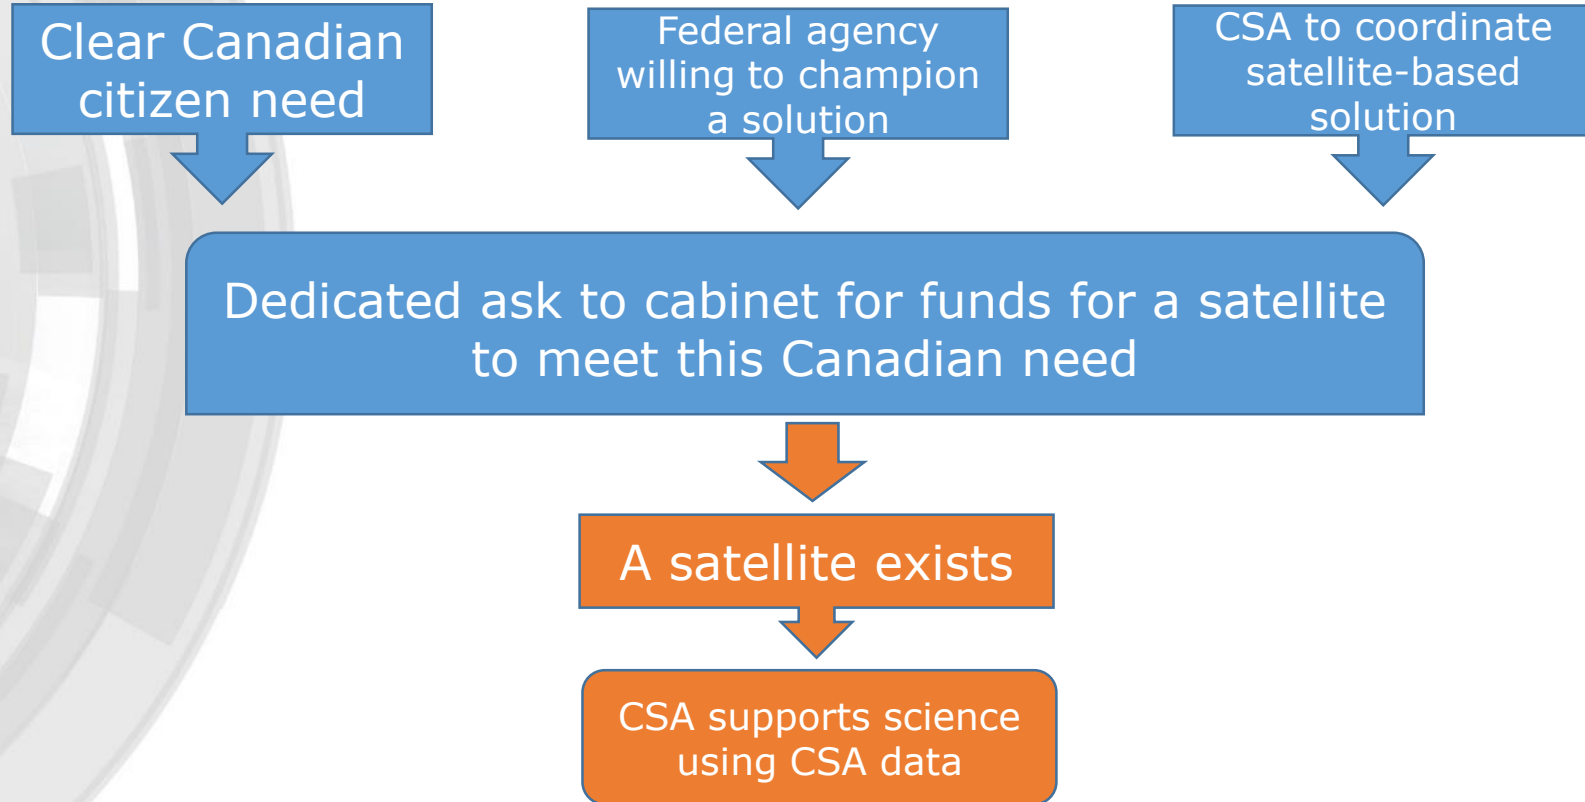 Clear Canadian
citizen need
Federal agency
willing to champion
a solution
CSA to coordinate
satellite-based
solution
Dedicated ask to cabinet for funds for a satellite
to meet this Canadian need
A satellite exists
CSA supports science
using CSA data